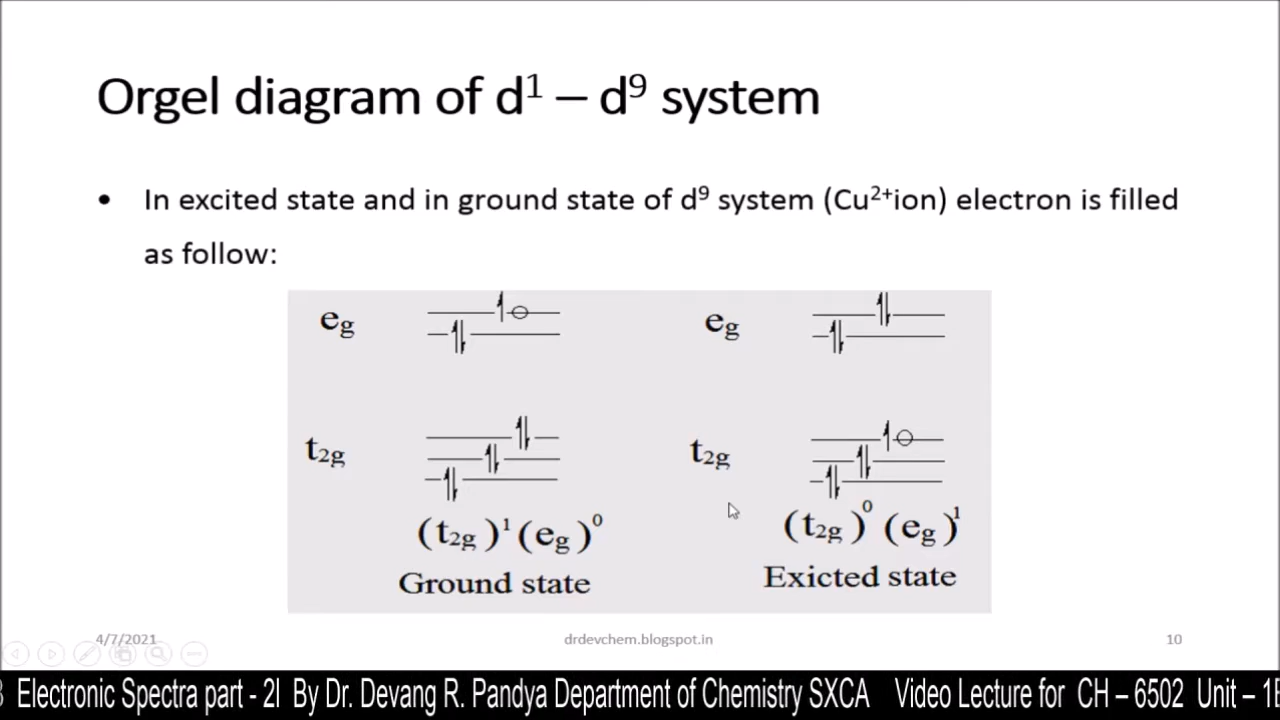 Orgel diagram of d¹ – d⁹ system
• In excited state and in ground state of d⁹ system (Cu²⁺ion) electron is filled
as follow:
eg
eg
t2g
t2g
(t2g)¹(eg)⁰
(t2g)⁰(eg)¹
Ground state
Exicted state
4/7/2021
drdevchem.blogspot.in
10
Electronic Spectra part - 2I By Dr. Devang R. Pandya Department of Chemistry SXCA Video Lecture for CH – 6502 Unit – 1